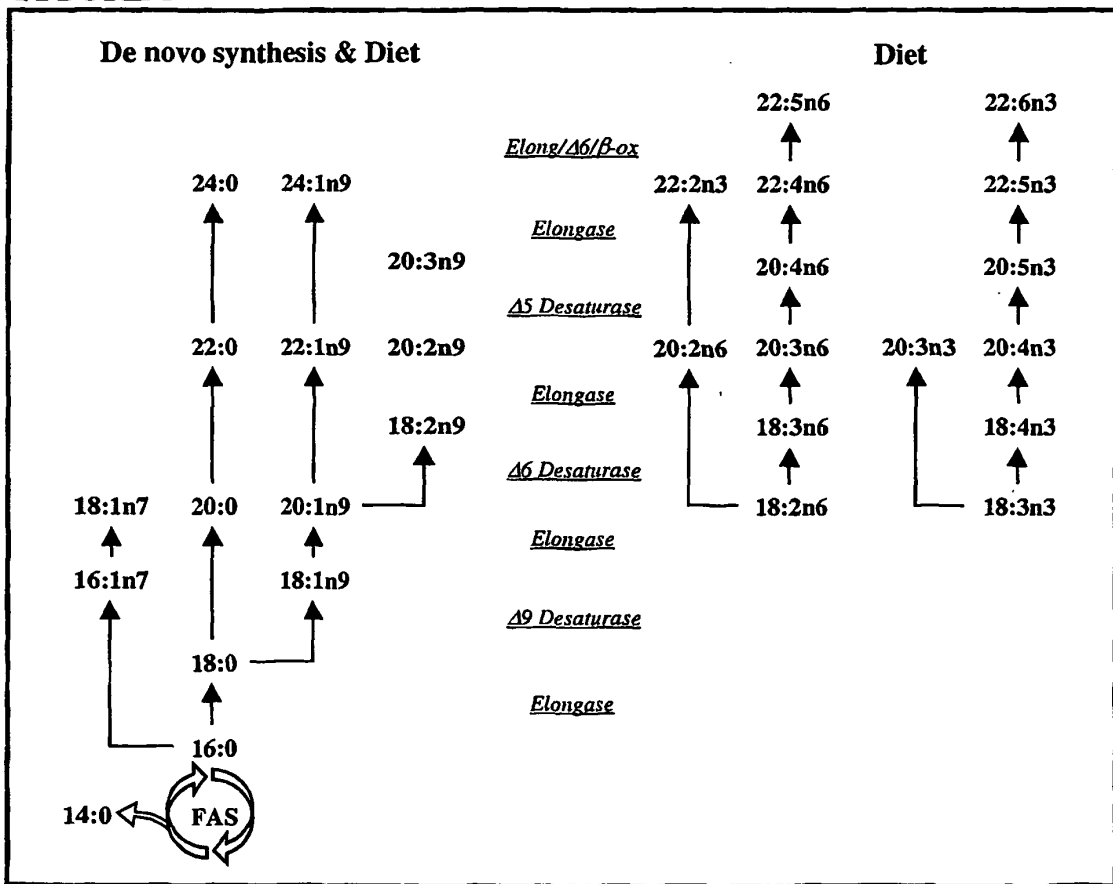 De novo synthesis & Diet
Diet
22:5n6 22:6n3
Elong/Δ6/β-ox
24:0 24:1n9 22:2n3 22:4n6 22:5n3
Elongase
20:3n9 20:4n6 20:5n3
Δ5 Desaturase
22:0 22:1n9 20:2n9 20:2n6 20:3n6 20:3n3 20:4n3
Elongase
18:2n9 18:3n6 18:4n3
Δ6 Desaturase
18:1n7 20:0 20:1n9 18:2n6 18:3n3
Elongase
16:1n7 18:1n9
Δ9 Desaturase
18:0
Elongase
16:0
14:0 FAS